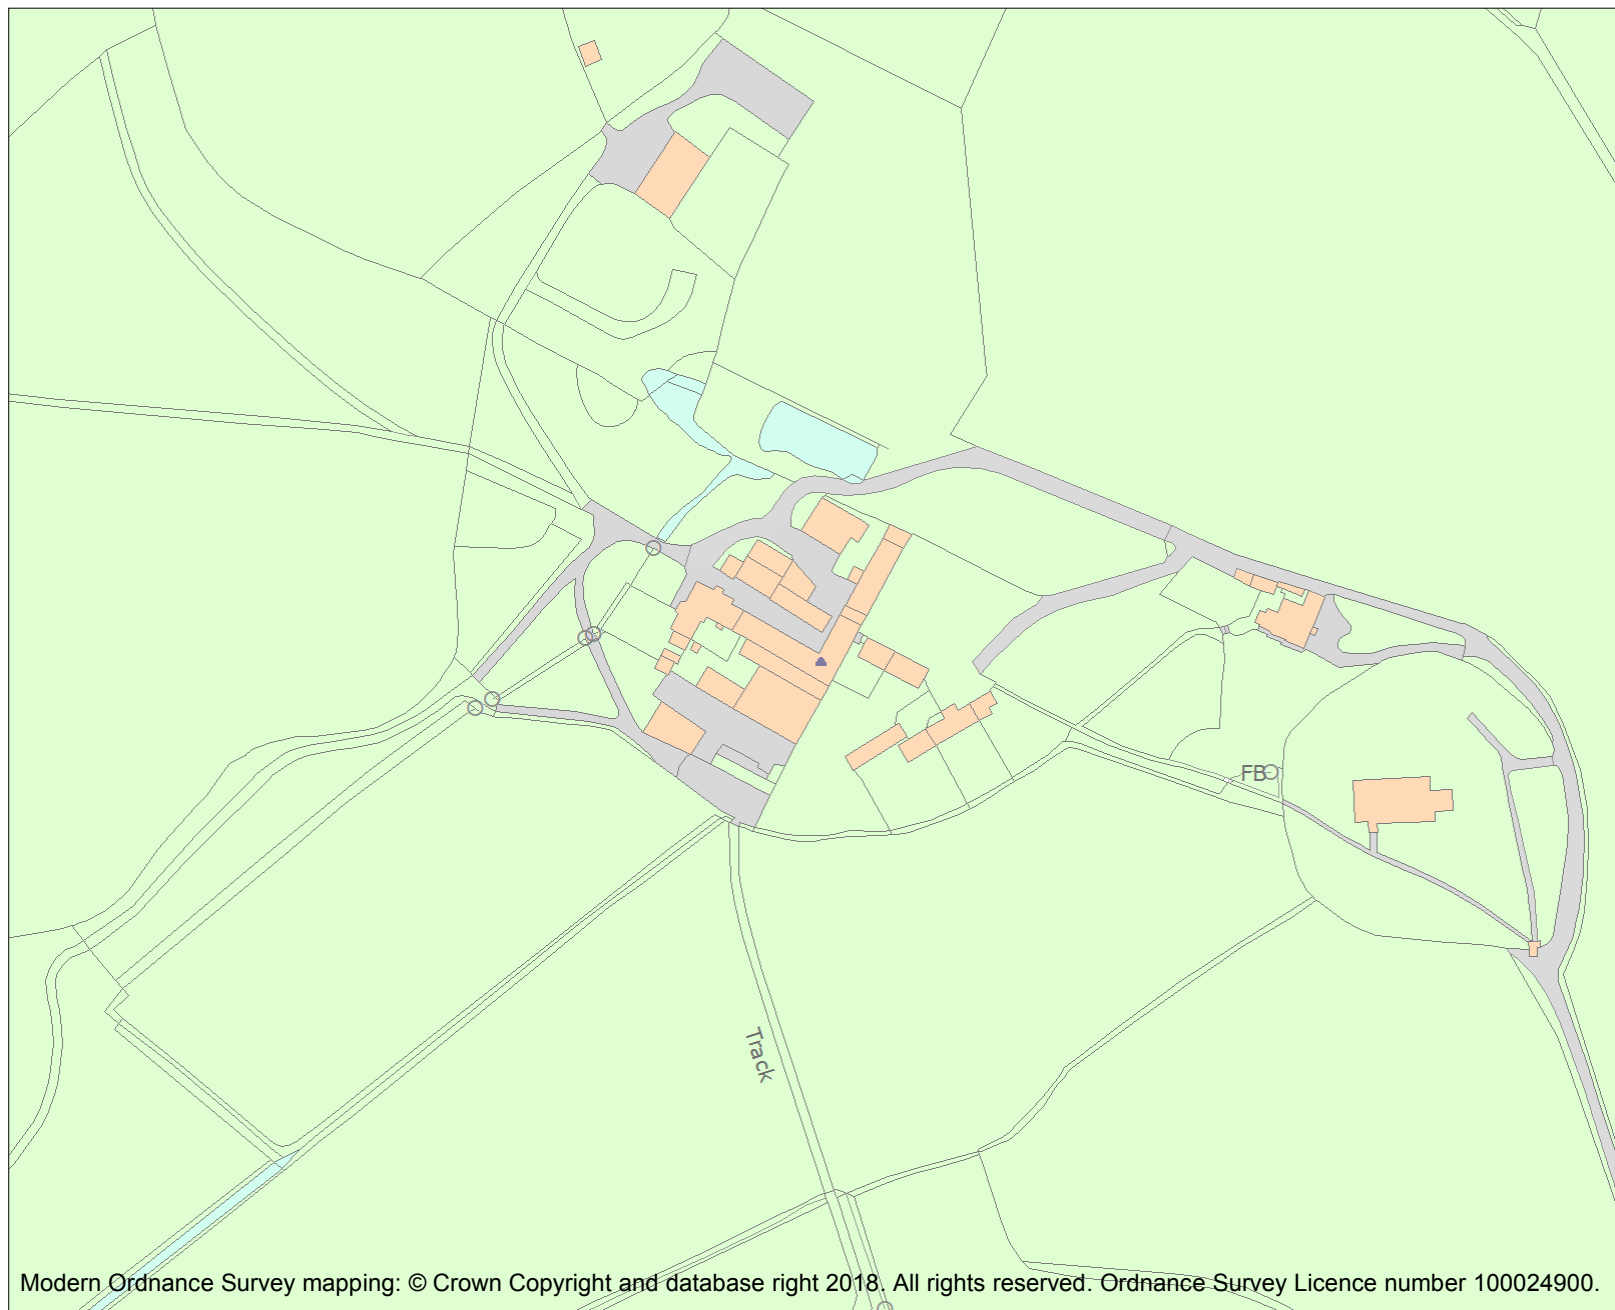 FB
Track
Modern Ordnance Survey mapping: © Crown Copyright and database right 2018. All rights reserved. Ordnance Survey Licence number 100024900.